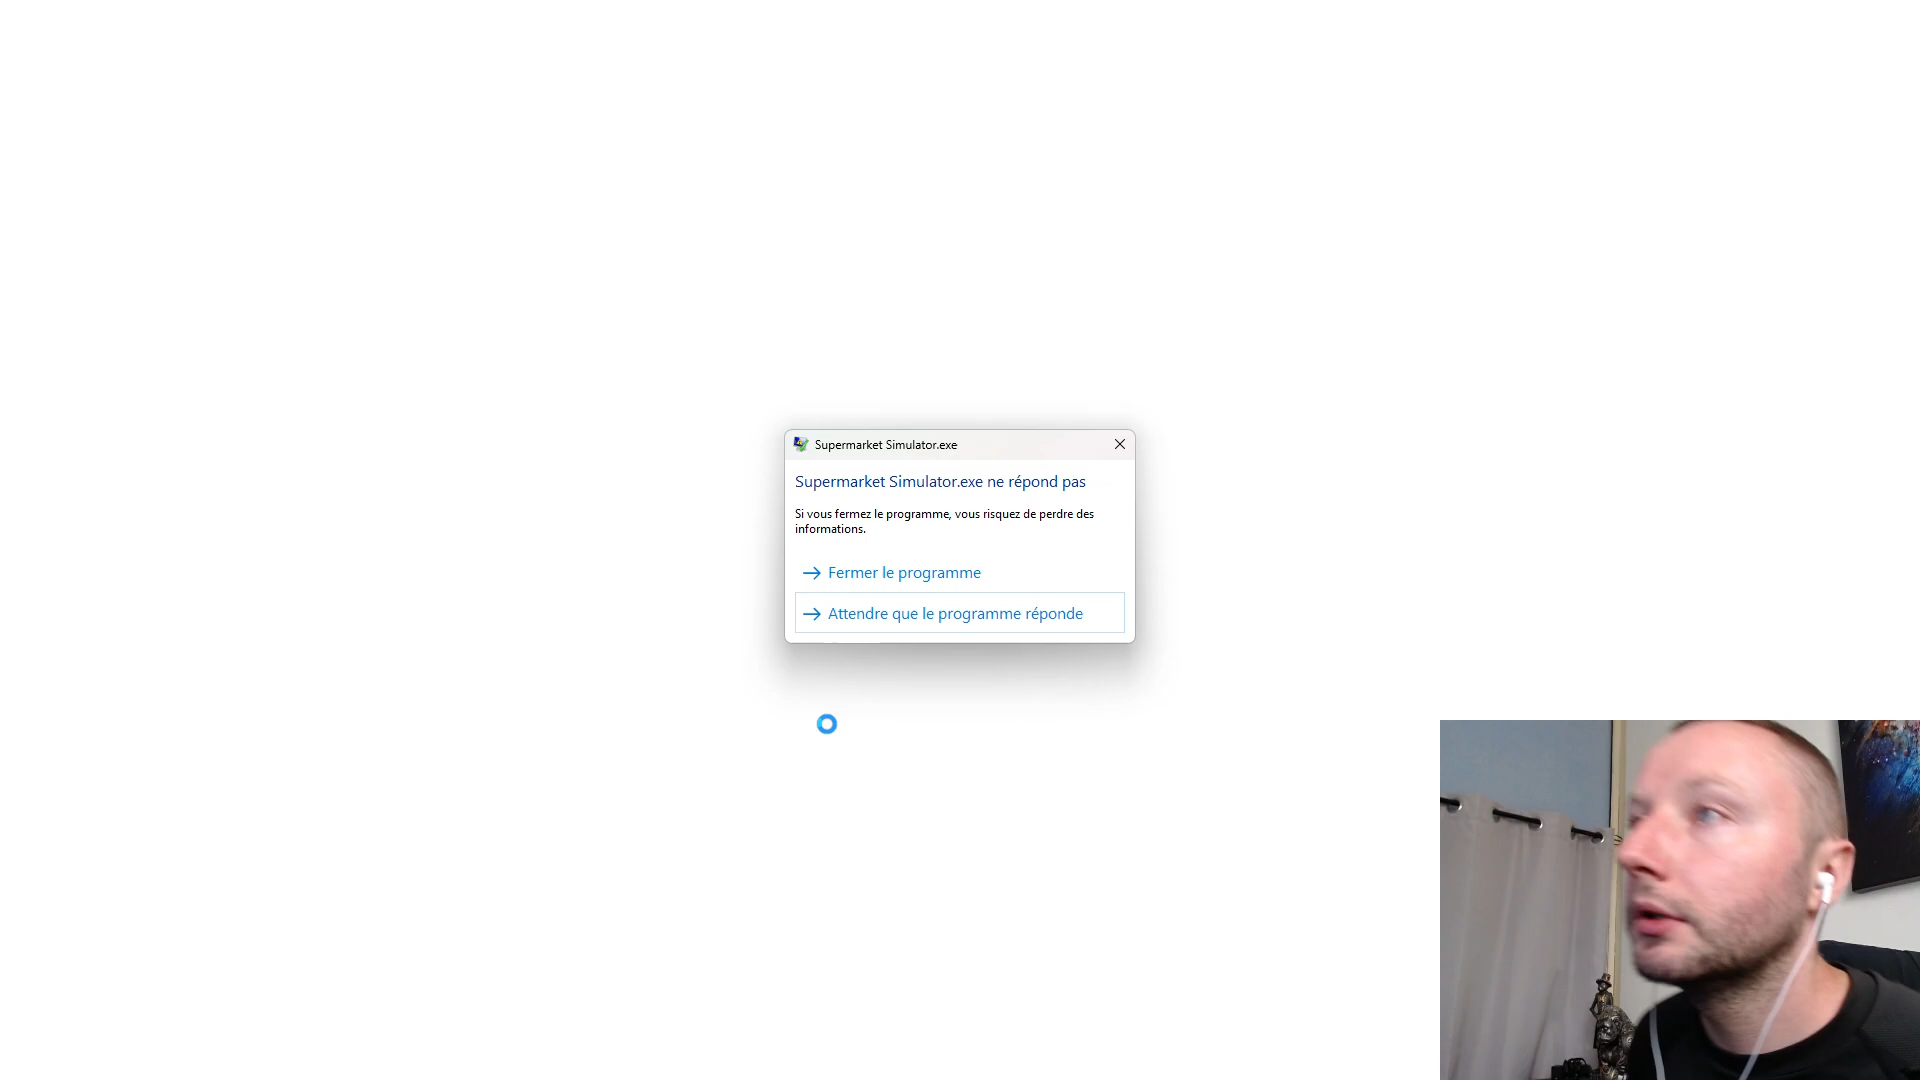 Supermarket Simulator.exe
Supermarket Simulator.exe ne répond pas
Si vous fermez le programme, vous risquez de perdre des
informations.
Fermer le programme
Attendre que le programme réponde